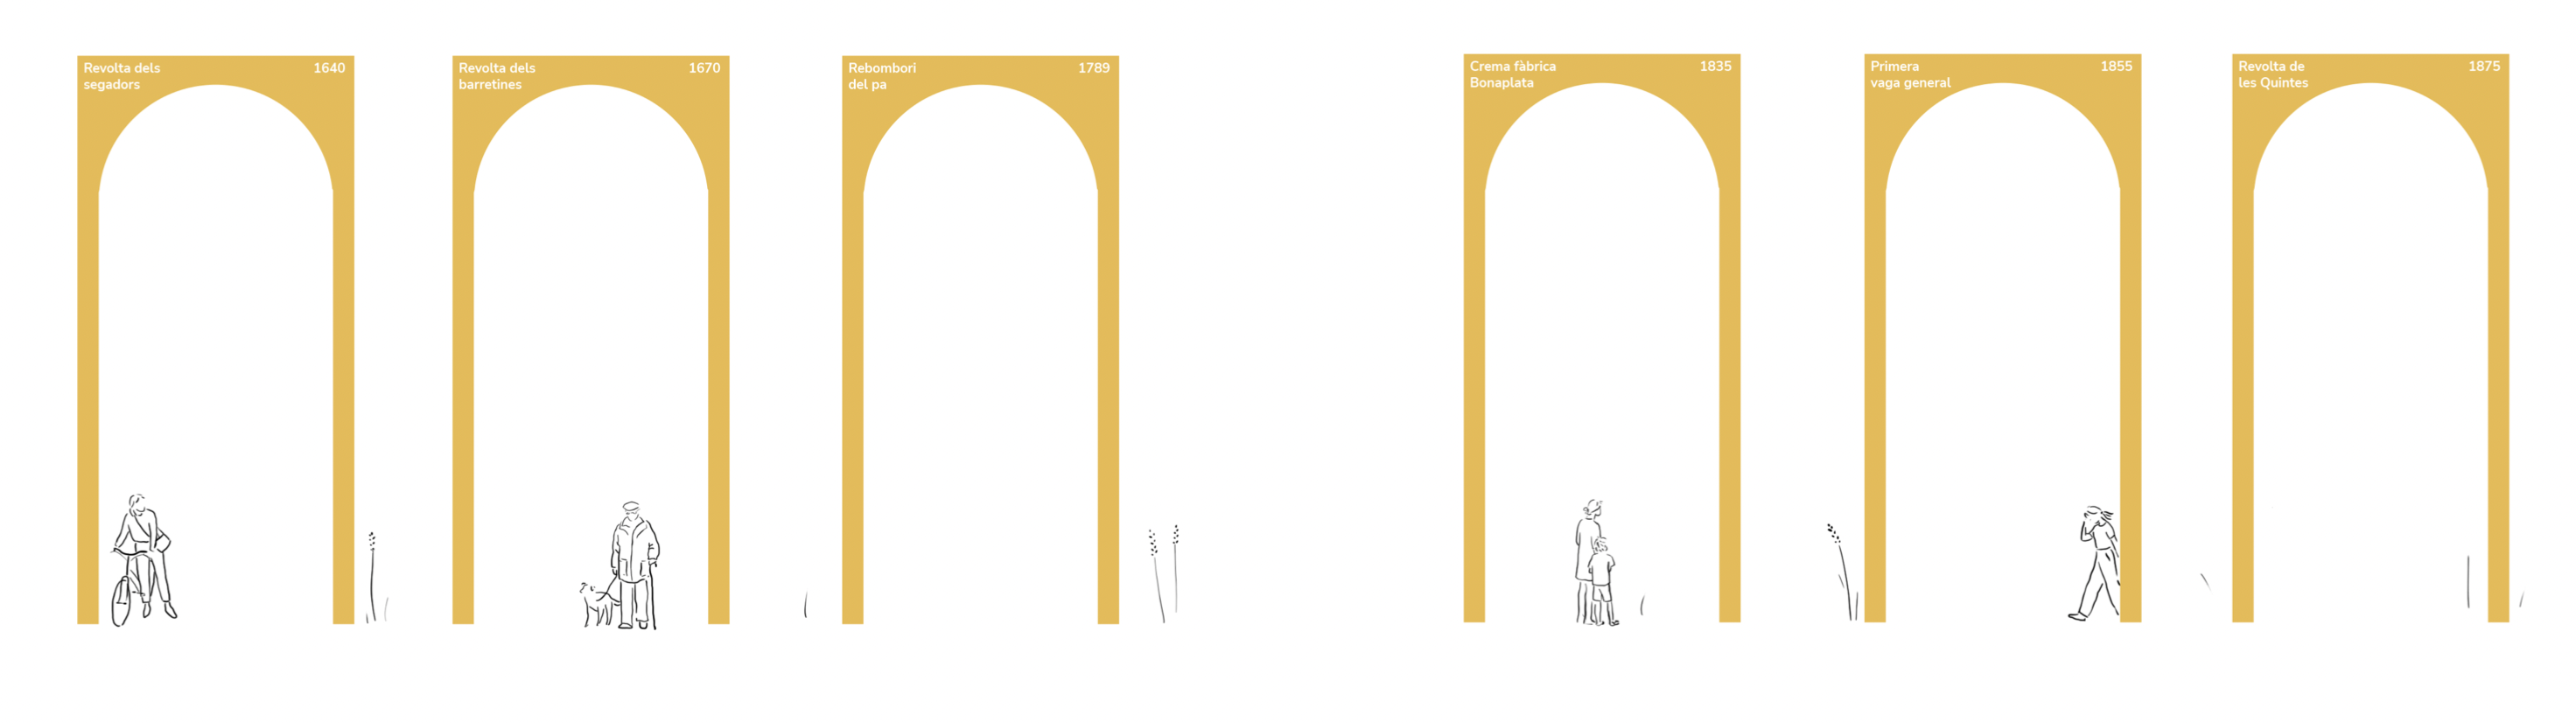 Revolta dels
segadors
1640
Revolta dels
barretines
1670
Rebombori
del pa
1789
Crema fàbrica
Bonaplata
1835
Primera
vaga general
1855
Revolta de
les Quintes
1875